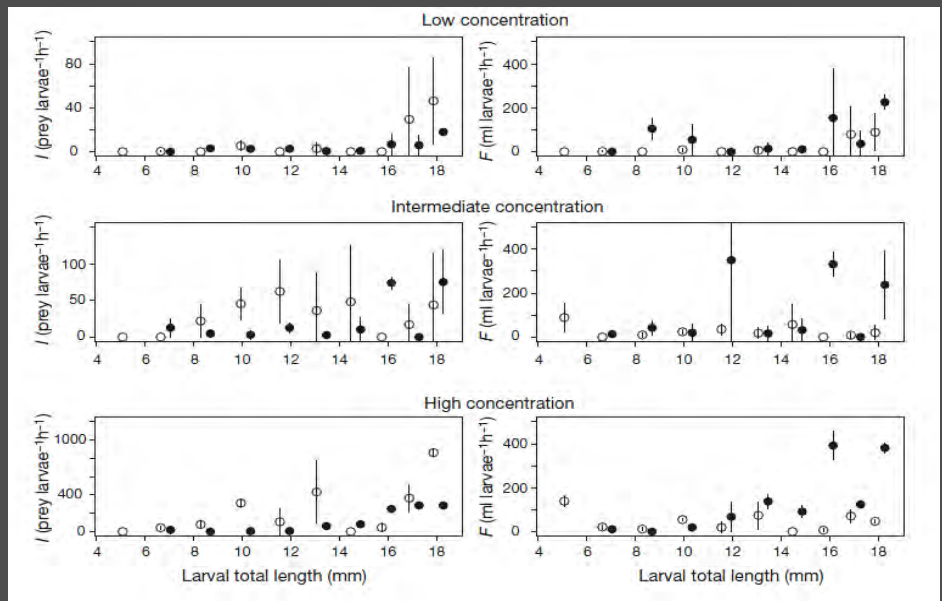 Low concentration
I (prey larvae–1h–1)
80
40
0
4 6 8 10 12 14 16 18
F (ml larvae–1h–1)
400
200
0
4 6 8 10 12 14 16 18
Intermediate concentration
I (prey larvae–1h–1)
100
50
0
4 6 8 10 12 14 16 18
F (ml larvae–1h–1)
400
200
0
4 6 8 10 12 14 16 18
High concentration
I (prey larvae–1h–1)
1000
400
0
4 6 8 10 12 14 16 18
Larval total length (mm)
F (ml larvae–1h–1)
400
200
0
4 6 8 10 12 14 16 18
Larval total length (mm)